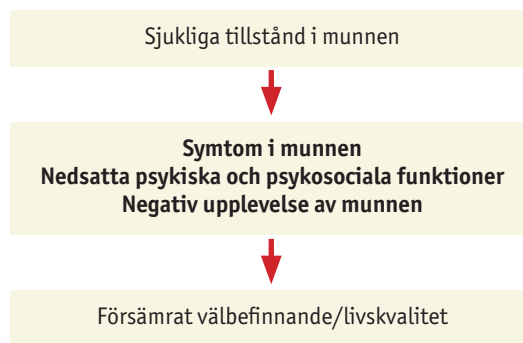 Sjukliga tillstånd i munnen
Symtom i munnen
Nedsatta psykiska och psykosociala funktioner
Negativ upplevelse av munnen
Försämrat välbefinnande/livskvalitet